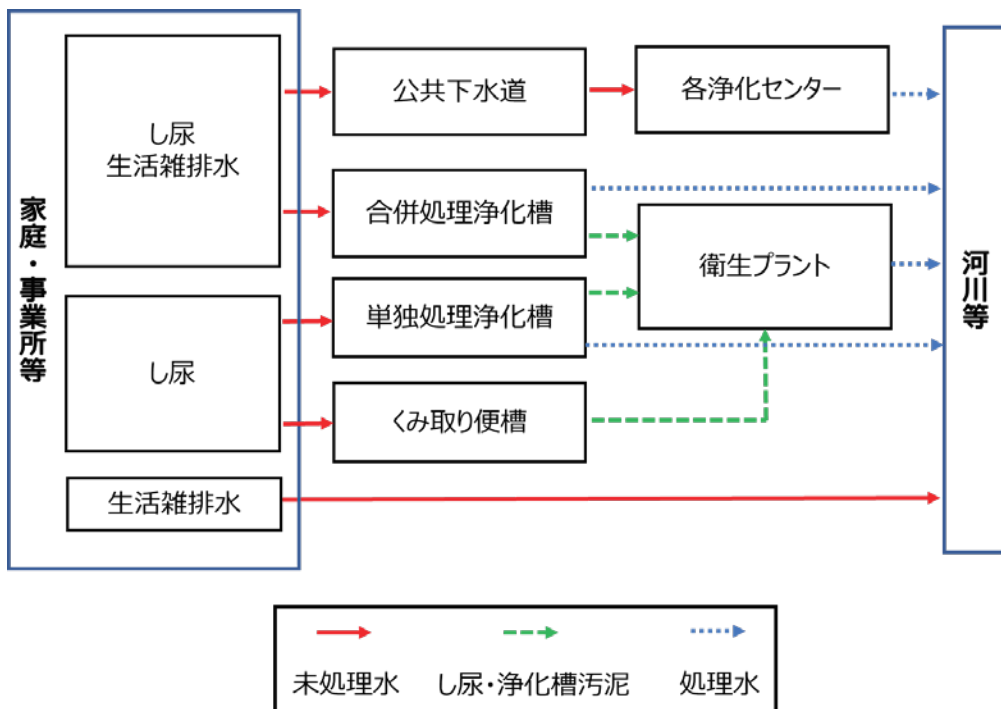 家庭・事業所等
し尿
生活雑排水
し尿
生活雑排水
公共下水道
合併処理浄化槽
単独処理浄化槽
くみ取り便槽
各浄化センター
衛生プラント
河川等
未処理水
し尿・浄化槽汚泥
処理水